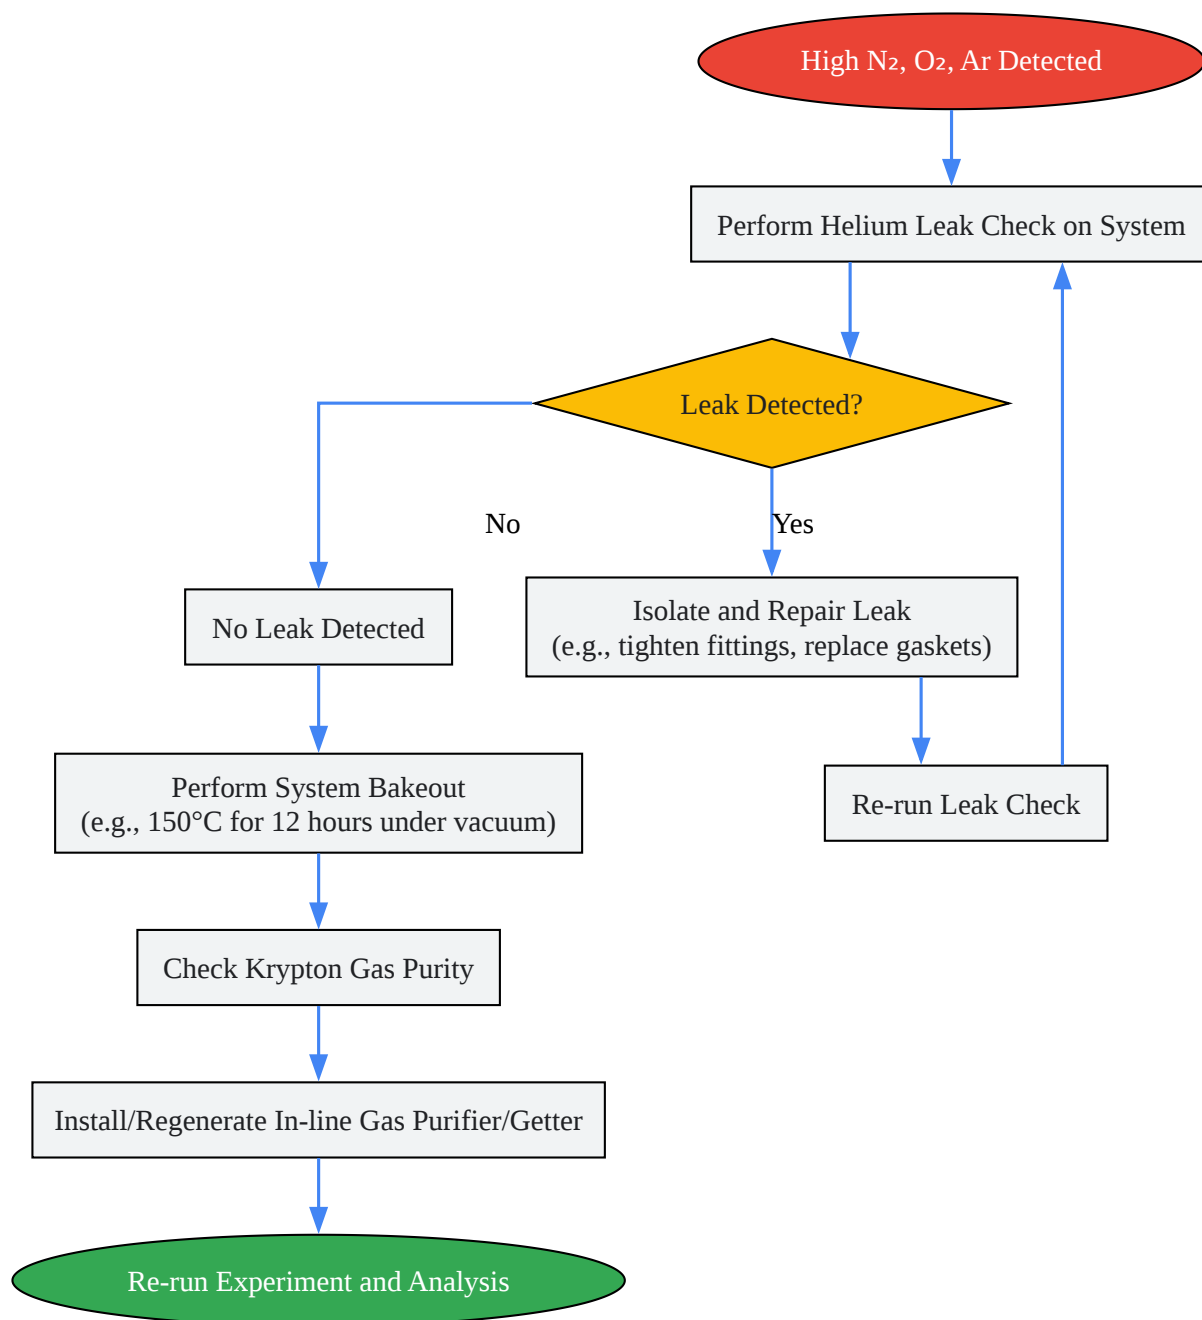 High N₂, O₂, Ar Detected
Perform Helium Leak Check on System
Leak Detected?
No
Yes
No Leak Detected
Isolate and Repair Leak
(e.g., tighten fittings, replace gaskets)
Perform System Bakeout
(e.g., 150°C for 12 hours under vacuum)
Re-run Leak Check
Check Krypton Gas Purity
Install/Regenerate In-line Gas Purifier/Getter
Re-run Experiment and Analysis